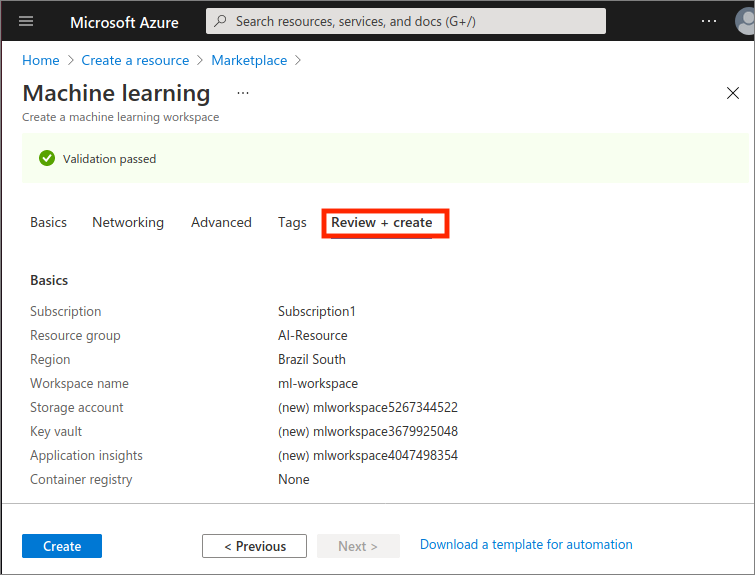 Microsoft Azure
Search resources, services, and docs (G+/)
...
Home > Create a resource > Marketplace >
Machine learning ...
Create a machine learning workspace
Validation passed
Basics Networking Advanced Tags Review + create
Basics
Subscription Subscription1
Resource group AI-Resource
Region Brazil South
Workspace name ml-workspace
Storage account (new) mlworkspace5267344522
Key vault (new) mlworkspace3679925048
Application insights (new) mlworkspace4047498354
Container registry None
Create < Previous Next > Download a template for automation